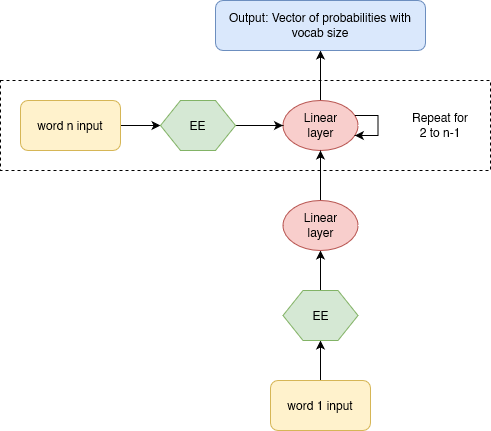 Output: Vector of probabilities with
vocab size
word n input
EE
Linear
layer
Repeat for
2 to n-1
Linear
layer
EE
word 1 input